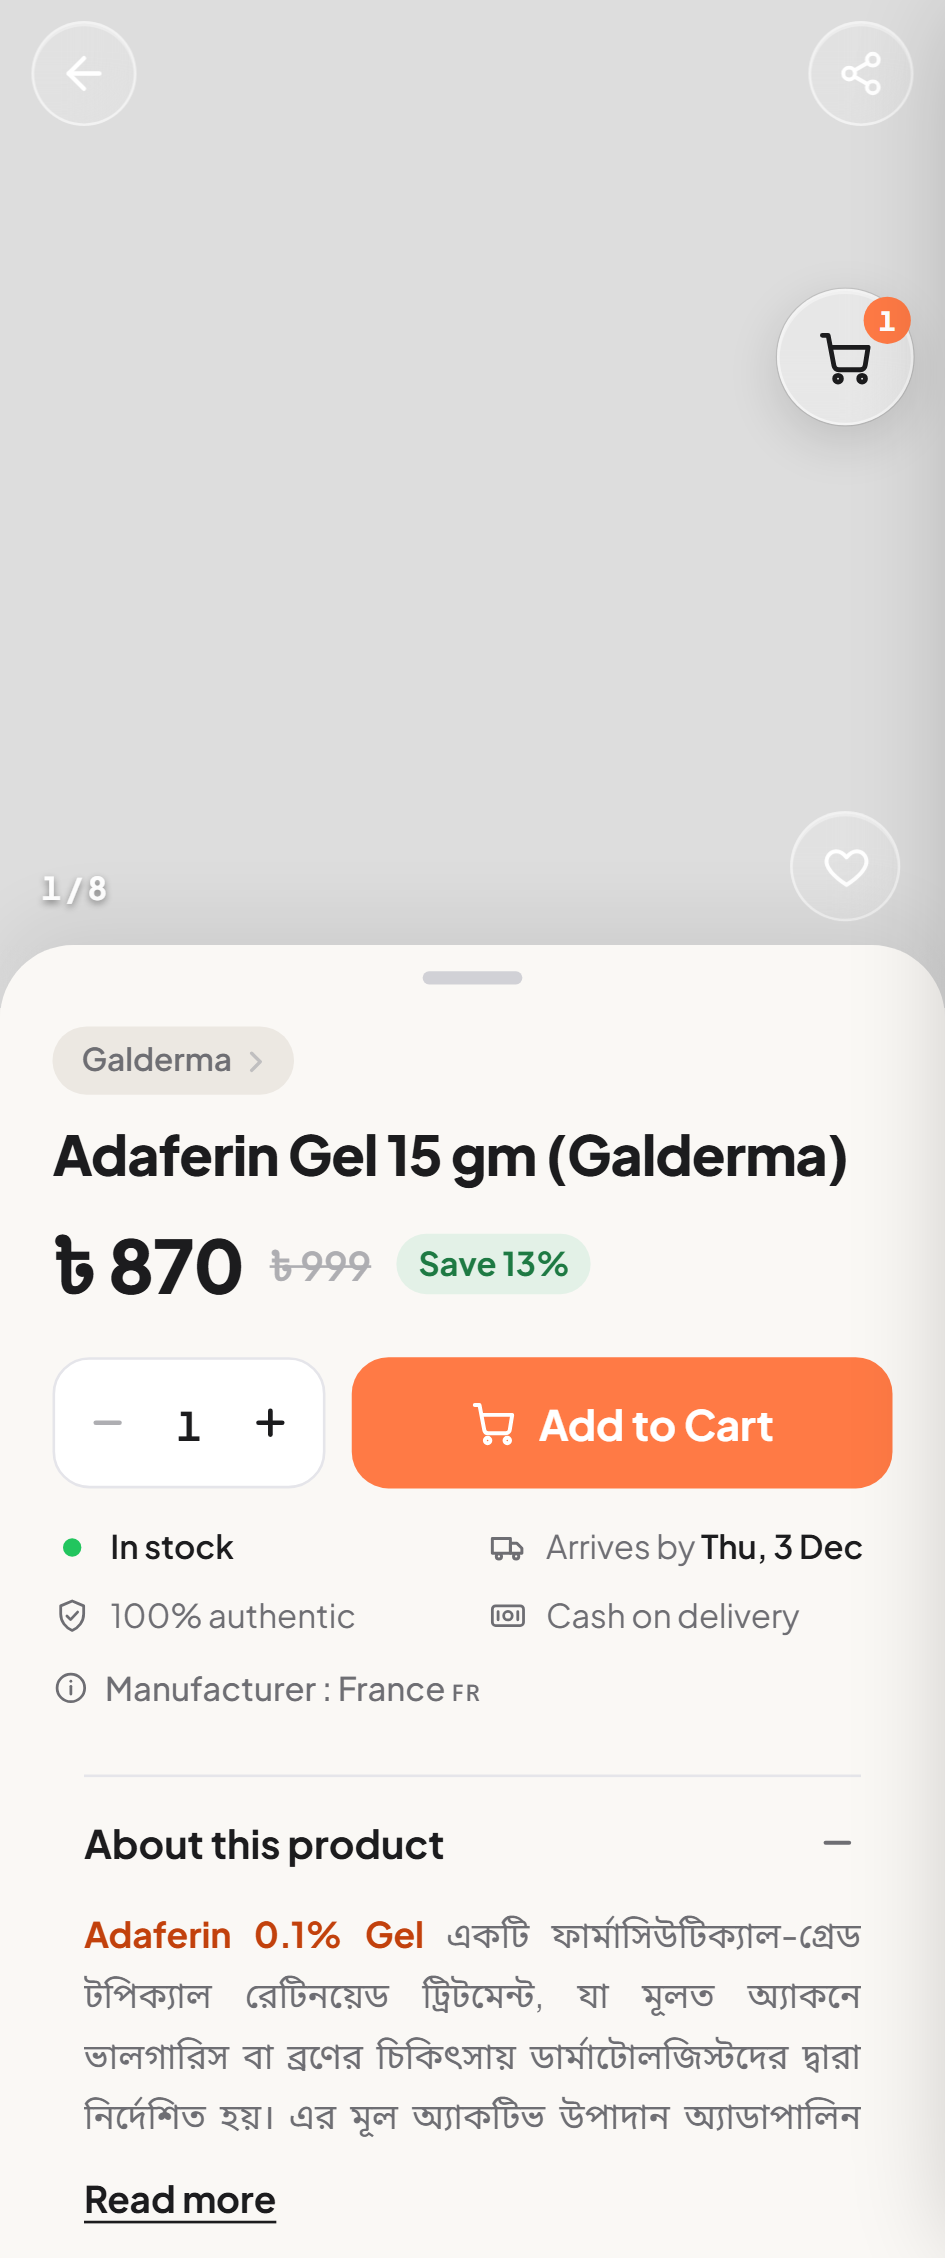 1
1/8
Galderma
Adaferin Gel 15 gm (Galderma)
৳ 870 ৳ 999 Save 13%
1 Add to Cart
In stock Arrives by Thu, 3 Dec
100% authentic Cash on delivery
Manufacturer : France FR
About this product
Adaferin 0.1% Gel একটি ফার্মাসিউটিক্যাল-গ্রেড
টপিক্যাল রেটিনয়েড ট্রিটমেন্ট, যা মূলত অ্যাকনে
ভালগারিস বা ব্রণের চিকিৎসায় ডার্মাটোলজিস্টদের দ্বারা
নির্দেশিত হয়। এর মূল অ্যাকটিভ উপাদান অ্যাডাপালিন
Read more